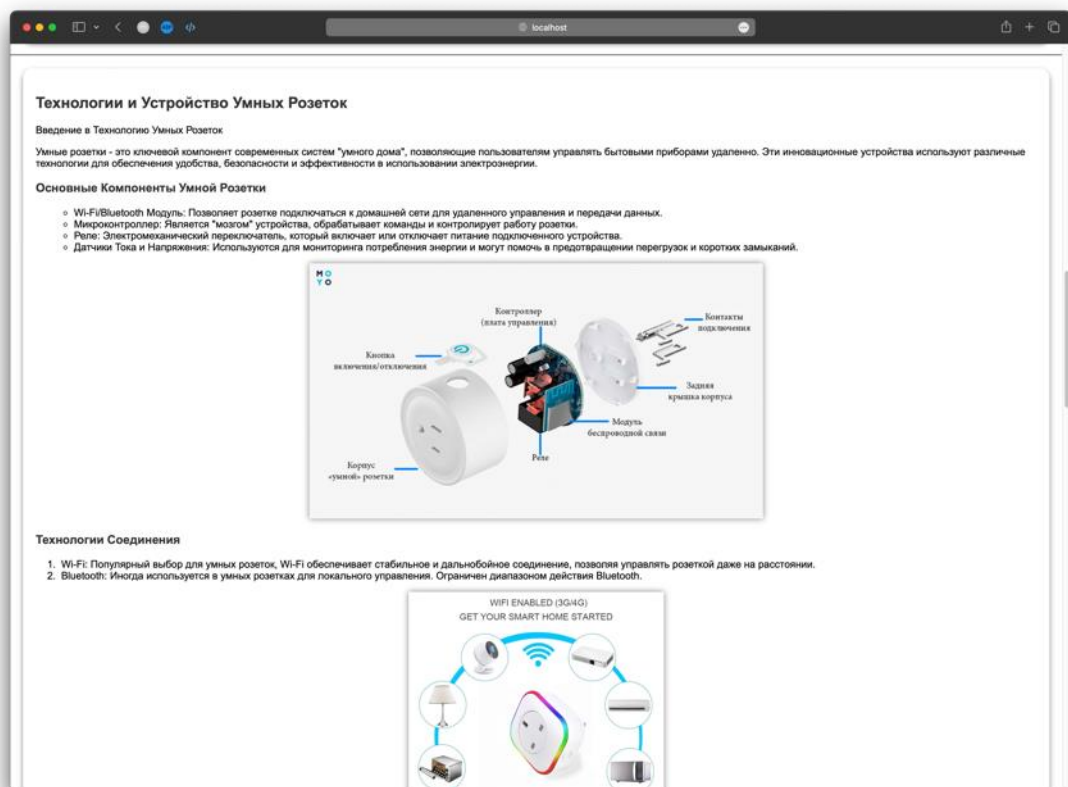 localhost
Технологии и Устройство Умных Розеток
Введение в Технологию Умных Розеток
Умные розетки - это ключевой компонент современных систем "умного дома", позволяющие пользователям управлять бытовыми приборами удаленно. Эти инновационные устройства используют различные
технологии для обеспечения удобства, безопасности и эффективности в использовании электроэнергии.
Основные Компоненты Умной Розетки
Wi-Fi/Bluetooth Модуль: Позволяет розетке подключаться к домашней сети для удаленного управления и передачи данных.
Микроконтроллер: Является "мозгом" устройства, обрабатывает команды и контролирует работу розетки.
Реле: Электромеханический переключатель, который включает или отключает питание подключенного устройства.
Датчики Тока и Напряжения: Используются для мониторинга потребления энергии и могут помочь в предотвращении перегрузок и коротких замыканий.
MO
YO
Контроллер
(плата управления)
Контакты
подключения
Кнопка
включения/отключения
Задняя
крышка корпуса
Модуль
беспроводной связи
Реле
Корпус
«умной» розетки
Технологии Соединения
1. Wi-Fi: Популярный выбор для умных розеток, Wi-Fi обеспечивает стабильное и дальнобойное соединение, позволяя управлять розеткой даже на расстоянии.
2. Bluetooth: Иногда используется в умных розетках для локального управления. Ограничен диапазоном действия Bluetooth.
WIFI ENABLED (3G/4G)
GET YOUR SMART HOME STARTED